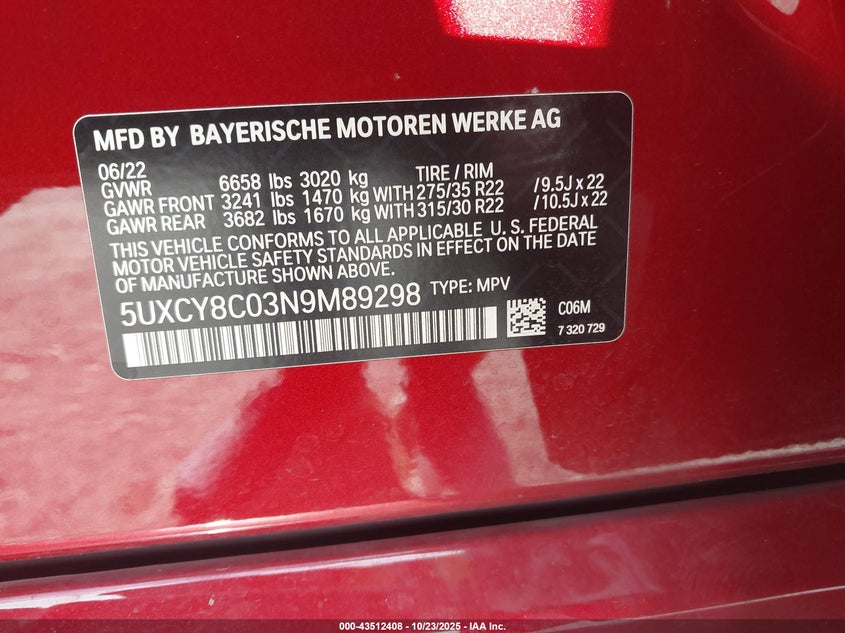 MFD BY BAYERISCHE MOTOREN WERKE AG
06/22 TIRE / RIM
GVWR 6658 lbs 3020 kg
GAWR FRONT 3241 lbs 1470 kg WITH 275/35 R22 / 9.5J x 22
GAWR REAR 3682 lbs 1670 kg WITH 315/30 R22 / 10.5J x 22
THIS VEHICLE CONFORMS TO ALL APPLICABLE U. S. FEDERAL
MOTOR VEHICLE SAFETY STANDARDS IN EFFECT ON THE DATE
OF MANUFACTURE SHOWN ABOVE.
5UXCY8C03N9M89298 TYPE: MPV
C06M
7 320 729
000-43512408 - 10/23/2025 - IAA Inc.